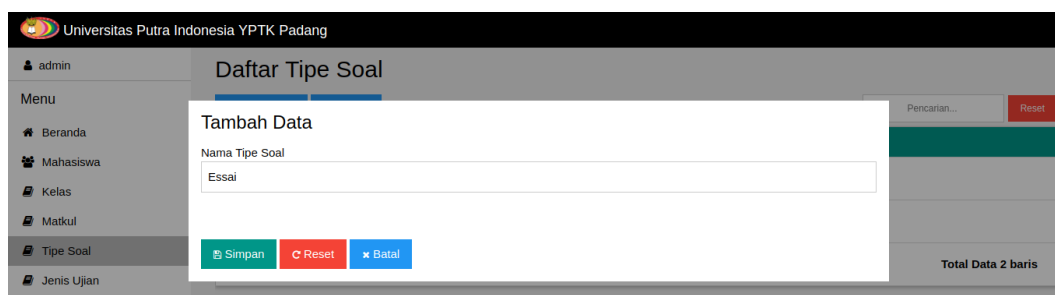 Universitas Putra Indonesia YPTK Padang
admin
Daftar Tipe Soal
Menu
Pencarian...
Reset
Beranda
Mahasiswa
Kelas
Matkul
Tipe Soal
Jenis Ujian
Tambah Data
Nama Tipe Soal
Essai
Simpan
Reset
Batal
Total Data 2 baris